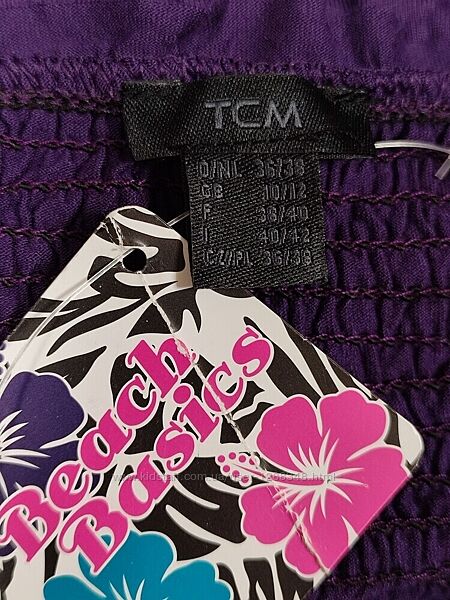 TCM
D/NL 36/38
GB 10/12
F 38/40
I 40/42
CZ/PL 36/38
Beach
Basics